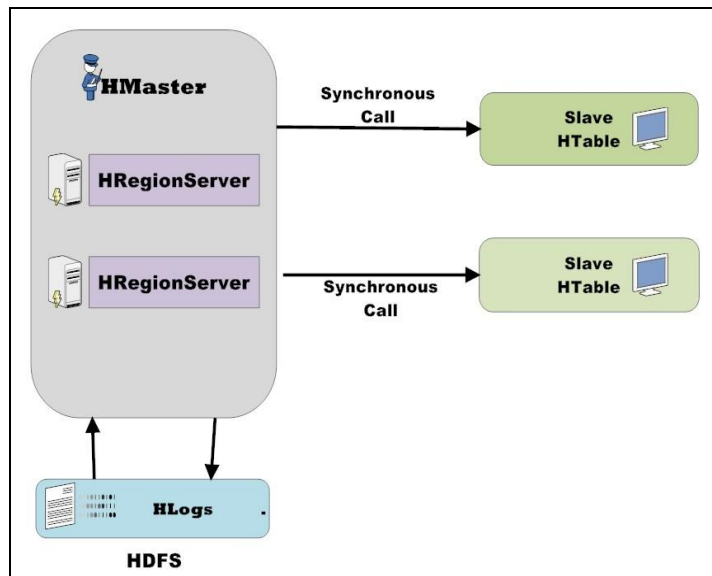 HMaster
HRegionServer
HRegionServer
Synchronous
Call
Slave
HTable
Synchronous
Call
Slave
HTable
HLogs
HDFS